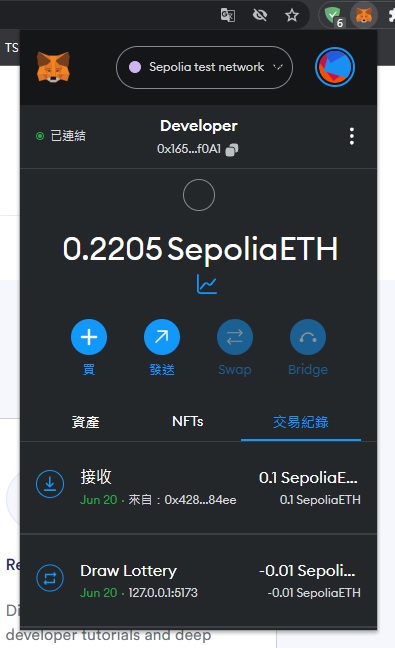 6
TS
Sepolia test network
已連結
Developer
0x165...f0A1
0.2205 SepoliaETH
買
發送
Swap
Bridge
資產
NFTs
交易紀錄
接收
0.1 SepoliaE...
Jun 20 · 來自：0x428...84ee
0.1 SepoliaETH
Draw Lottery
-0.01 Sepoli...
Jun 20 · 127.0.0.1:5173
-0.01 SepoliaETH
Re
Di
developer tutorials and deep